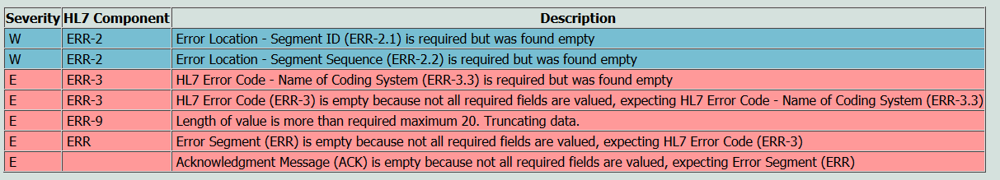 Severity HL7 Component Description
W ERR-2 Error Location - Segment ID (ERR-2.1) is required but was found empty
W ERR-2 Error Location - Segment Sequence (ERR-2.2) is required but was found empty
E ERR-3 HL7 Error Code - Name of Coding System (ERR-3.3) is required but was found empty
E ERR-3 HL7 Error Code (ERR-3) is empty because not all required fields are valued, expecting HL7 Error Code - Name of Coding System (ERR-3.3)
E ERR-9 Length of value is more than required maximum 20. Truncating data.
E ERR Error Segment (ERR) is empty because not all required fields are valued, expecting HL7 Error Code (ERR-3)
E Acknowledgment Message (ACK) is empty because not all required fields are valued, expecting Error Segment (ERR)